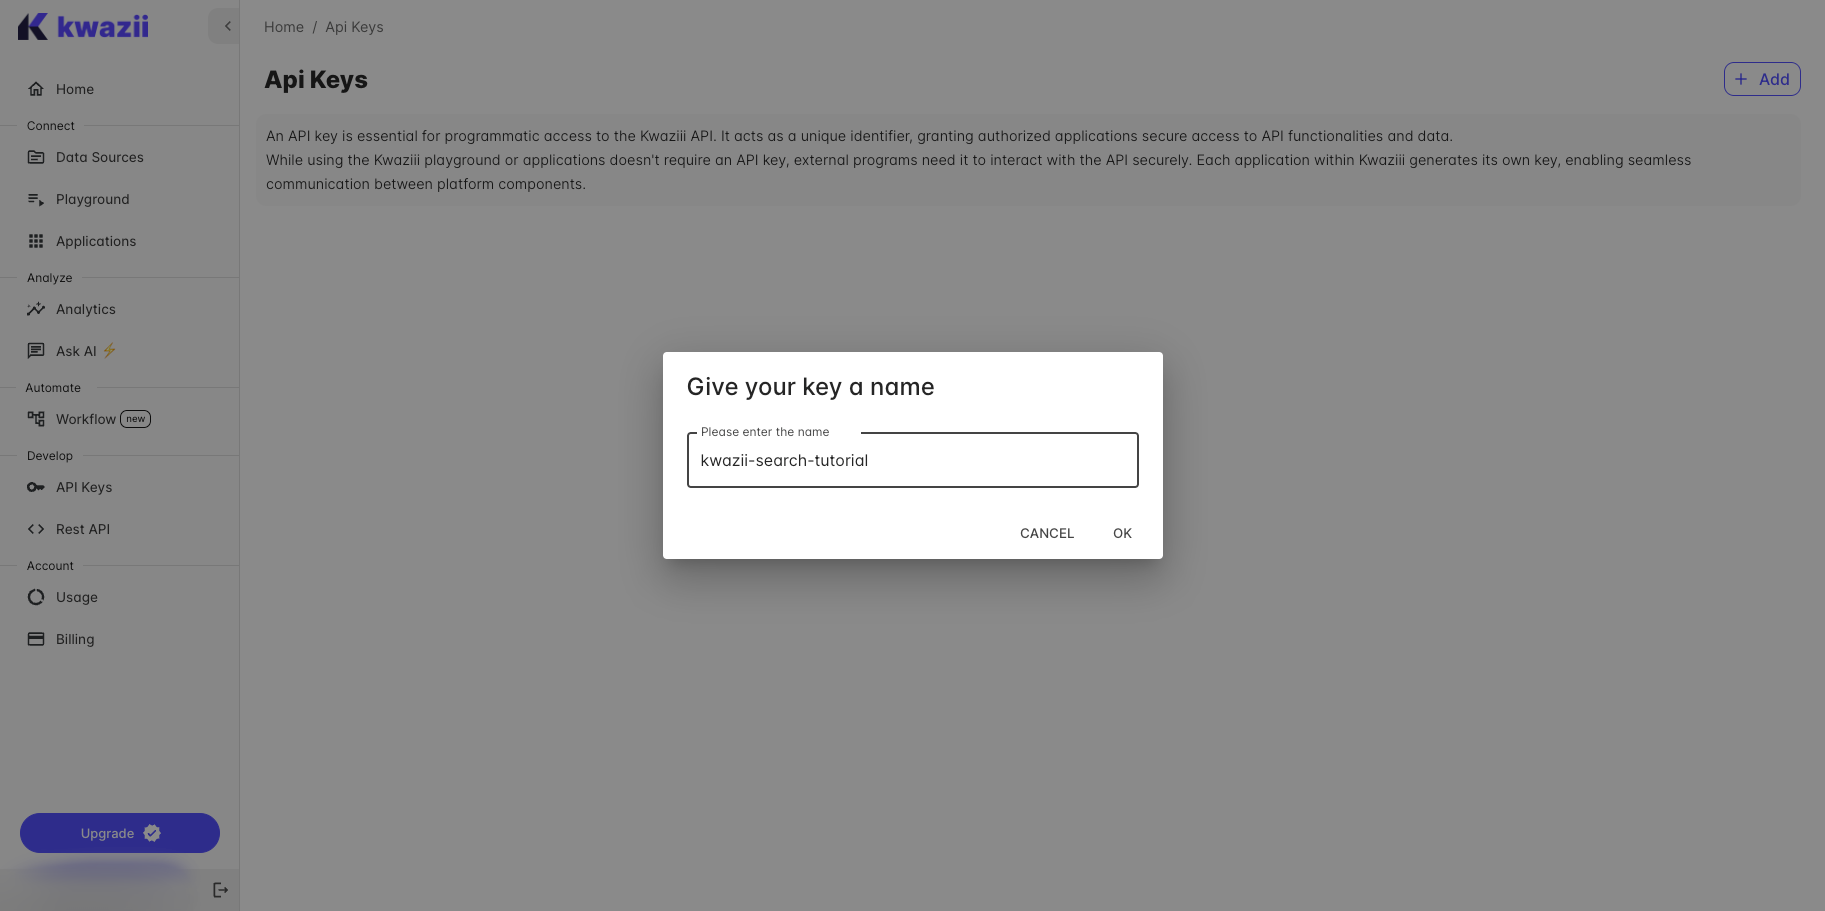 kwazii
Home
Connect
Data Sources
Playground
Applications
Analyze
Analytics
Ask AI ⚡
Automate
Workflow new
Develop
API Keys
Rest API
Account
Usage
Billing
Upgrade
Home / Api Keys
Api Keys
+ Add
An API key is essential for programmatic access to the Kwaziii API. It acts as a unique identifier, granting authorized applications secure access to API functionalities and data.
While using the Kwaziii playground or applications doesn't require an API key, external programs need it to interact with the API securely. Each application within Kwaziii generates its own key, enabling seamless
communication between platform components.
Give your key a name
Please enter the name
kwazii-search-tutorial
CANCEL OK